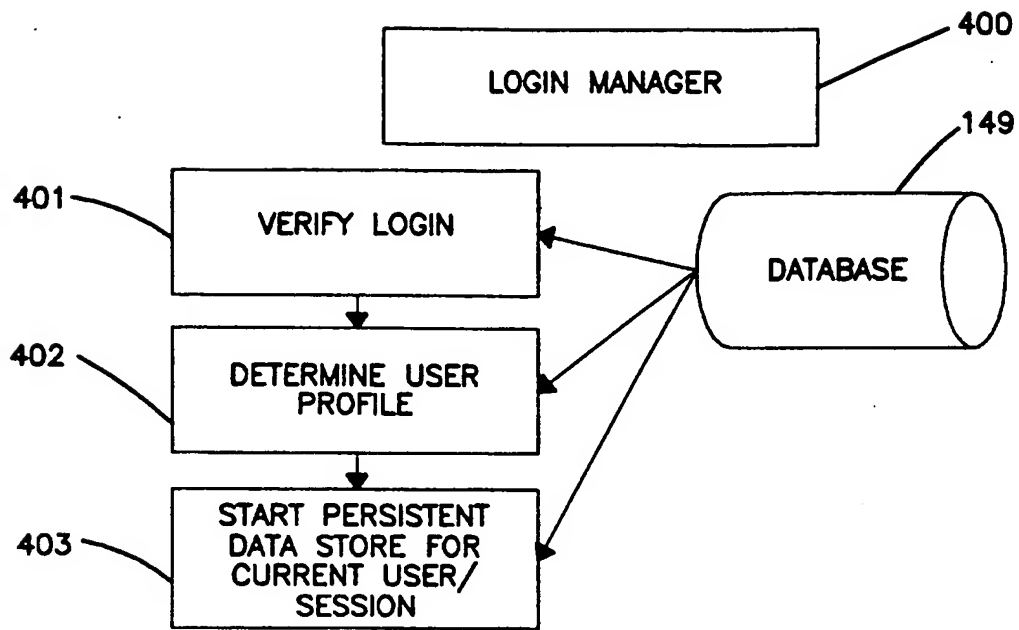 400
LOGIN MANAGER
149
401
VERIFY LOGIN
DATABASE
402
DETERMINE USER
PROFILE
403
START PERSISTENT
DATA STORE FOR
CURRENT USER/
SESSION